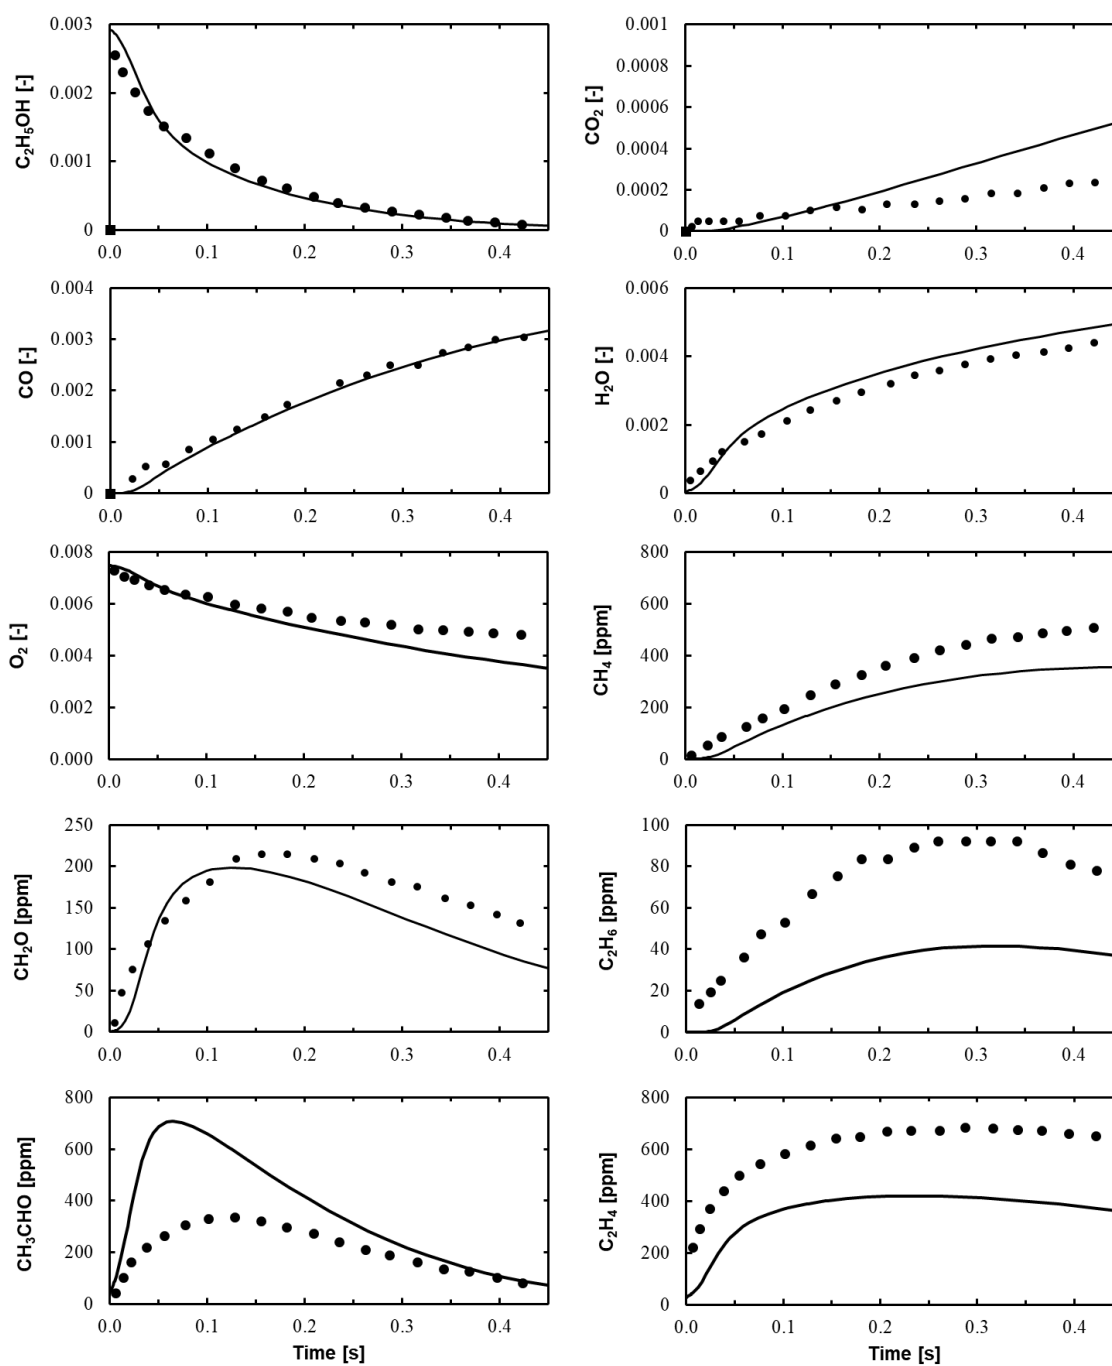 C₂H₅OH [-]
0.003
0.002
0.001
0
0.0 0.1 0.2 0.3 0.4
CO₂ [-]
0.001
0.0008
0.0006
0.0004
0.0002
0
0.0 0.1 0.2 0.3 0.4
CO [-]
0.004
0.003
0.002
0.001
0
0.0 0.1 0.2 0.3 0.4
H₂O [-]
0.006
0.004
0.002
0
0.0 0.1 0.2 0.3 0.4
O₂ [-]
0.008
0.006
0.004
0.002
0.000
0.0 0.1 0.2 0.3 0.4
CH₄ [ppm]
800
600
400
200
0
0.0 0.1 0.2 0.3 0.4
CH₂O [ppm]
250
200
150
100
50
0
0.0 0.1 0.2 0.3 0.4
C₂H₆ [ppm]
100
80
60
40
20
0
0.0 0.1 0.2 0.3 0.4
CH₃CHO [ppm]
800
600
400
200
0
0.0 0.1 0.2 0.3 0.4
Time [s]
C₂H₄ [ppm]
800
600
400
200
0
0.0 0.1 0.2 0.3 0.4
Time [s]